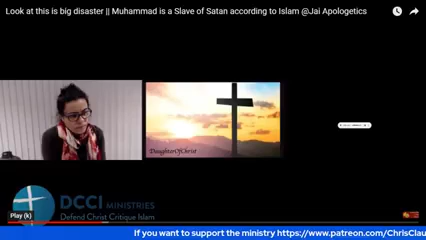 Look at this is big disaster || Muhammad is a Slave of Satan according to Islam @Jai Apologetics
DaughterOfChrist
DCCI
MINISTRIES
Defend Christ Critique Islam
Play (k)
If you want to support the ministry https://www.patreon.com/ChrisClau